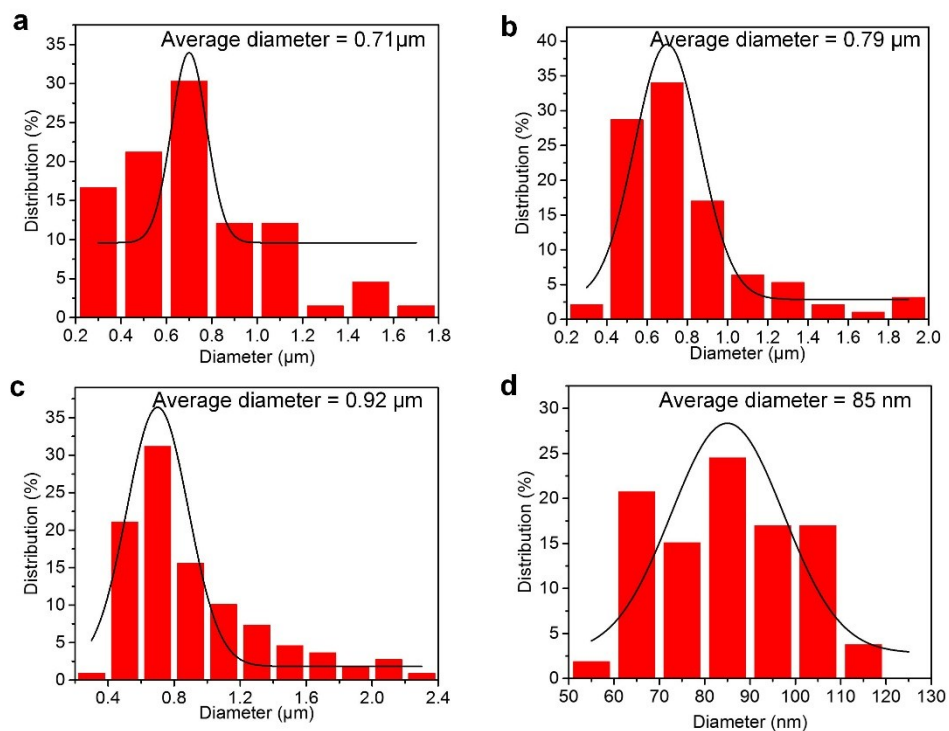 a
Average diameter = 0.71µm
35
30
25
20
15
10
5
0
Distribution (%)
0.2 0.4 0.6 0.8 1.0 1.2 1.4 1.6 1.8
Diameter (µm)
b
Average diameter = 0.79 µm
40
35
30
25
20
15
10
5
0
Distribution (%)
0.2 0.4 0.6 0.8 1.0 1.2 1.4 1.6 1.8 2.0
Diameter (µm)
c
Average diameter = 0.92 µm
35
30
25
20
15
10
5
0
Distribution (%)
0.4 0.8 1.2 1.6 2.0 2.4
Diameter (µm)
d
Average diameter = 85 nm
30
25
20
15
10
5
0
Distribution (%)
50 60 70 80 90 100 110 120 130
Diameter (nm)